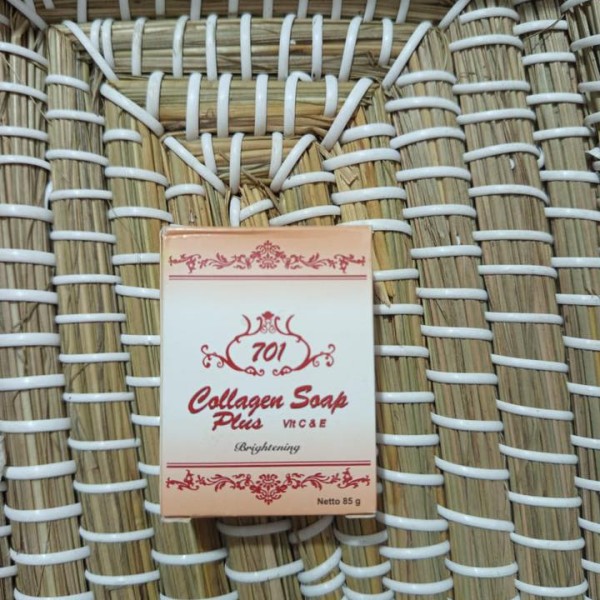 701
Collagen Soap
Plus Vit C & E
Brightening
Netto 85 g